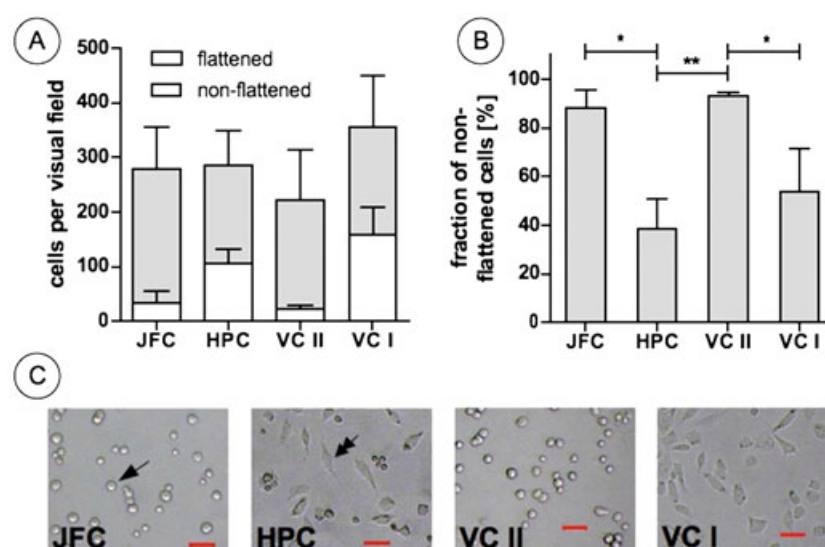 A
cells per visual field
500
400
300
200
100
0
flattened
non-flattened
JFC HPC VC II VC I
B
fraction of non-
flattened cells [%]
* ** *
100
80
60
40
20
0
JFC HPC VC II VC I
C
JFC HPC VC II VC I